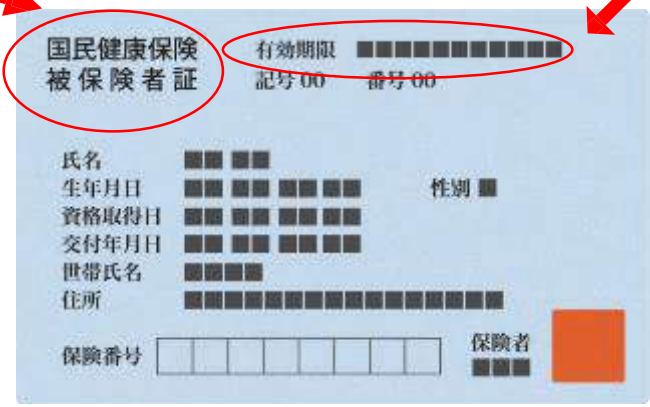 国民健康保険
被保険者証
有効期限 ■■■■■■■■■■■
記号 00 番号 00
氏名 ■■ ■■
生年月日 ■■ ■■ ■■ ■■ 性別 ■
資格取得日 ■■ ■■ ■■ ■■
交付年月日 ■■ ■■ ■■ ■■
世帯氏名 ■■■■
住所 ■■■■■■■■■■■■■■■■
保険番号
保険者
■■■